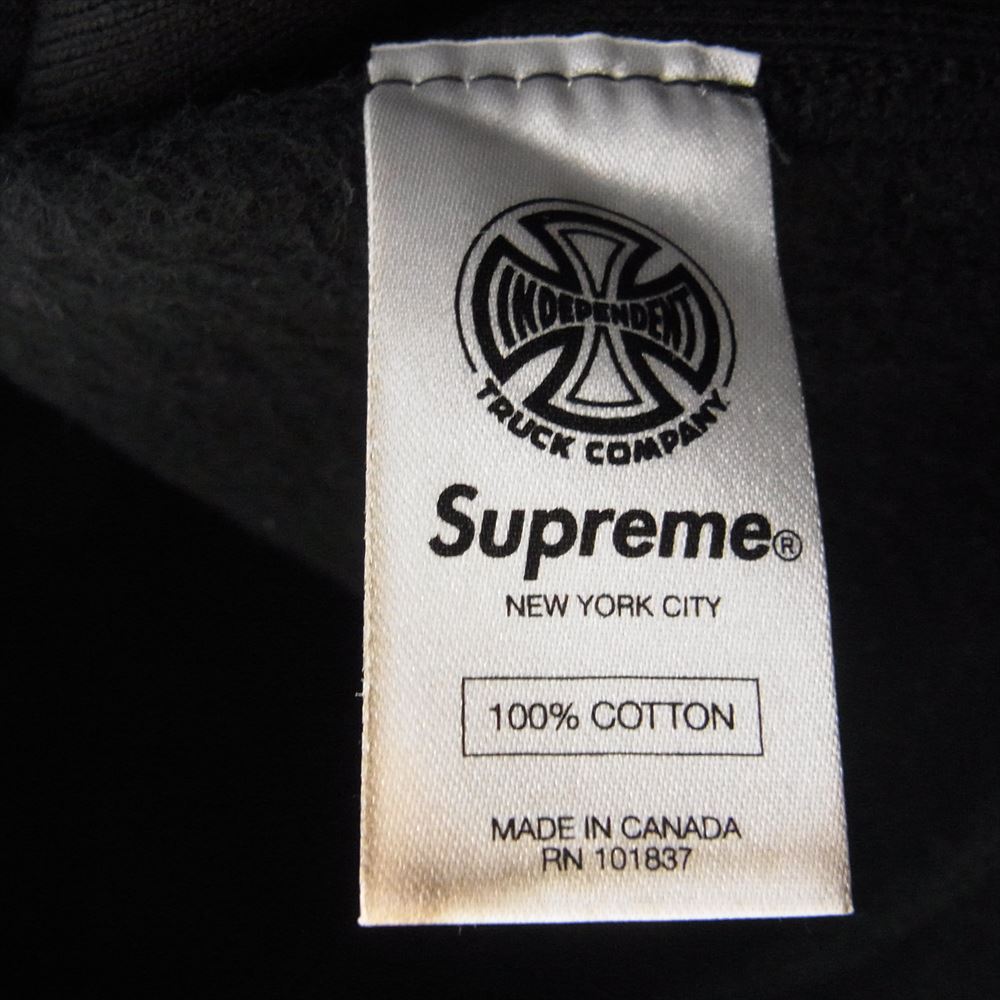 INDEPENDENT
TRUCK COMPANY
Supreme®
NEW YORK CITY
100% COTTON
MADE IN CANADA
RN 101837